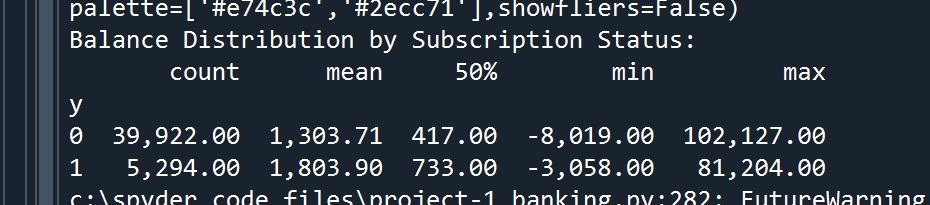 palette=['#e74c3c','#2ecc71'],showfliers=False)
Balance Distribution by Subscription Status:
count mean 50% min max
y
0 39,922.00 1,303.71 417.00 -8,019.00 102,127.00
1 5,294.00 1,803.90 733.00 -3,058.00 81,204.00
c:\spyder code files\project-1 banking.py:282: FutureWarning